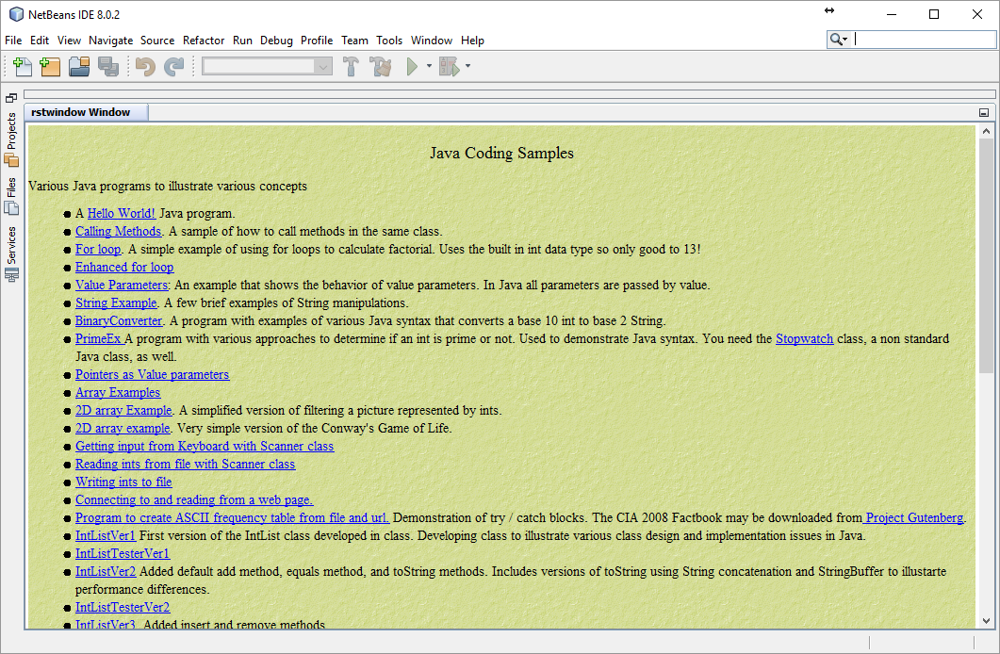 NetBeans IDE 8.0.2
File Edit View Navigate Source Refactor Run Debug Profile Team Tools Window Help
Projects
Files
Services
rstwindow Window
Java Coding Samples
Various Java programs to illustrate various concepts
A Hello World! Java program.
Calling Methods. A sample of how to call methods in the same class.
For loop. A simple example of using for loops to calculate factorial. Uses the built in int data type so only good to 13!
Enhanced for loop
Value Parameters: An example that shows the behavior of value parameters. In Java all parameters are passed by value.
String Example. A few brief examples of String manipulations.
BinaryConverter. A program with examples of various Java syntax that converts a base 10 int to base 2 String.
PrimeEx A program with various approaches to determine if an int is prime or not. Used to demonstrate Java syntax. You need the Stopwatch class, a non standard
Java class, as well.
Pointers as Value parameters
Array Examples
2D array Example. A simplified version of filtering a picture represented by ints.
2D array example. Very simple version of the Conway's Game of Life.
Getting input from Keyboard with Scanner class
Reading ints from file with Scanner class
Writing ints to file
Connecting to and reading from a web page.
Program to create ASCII frequency table from file and url. Demonstration of try / catch blocks. The CIA 2008 Factbook may be downloaded from Project Gutenberg.
IntListVer1 First version of the IntList class developed in class. Developing class to illustrate various class design and implementation issues in Java.
IntListTesterVer1
IntListVer2 Added default add method, equals method, and toString methods. Includes versions of toString using String concatenation and StringBuffer to illustarte
performance differences.
IntListTesterVer2
IntListVer3 Added insert and remove methods